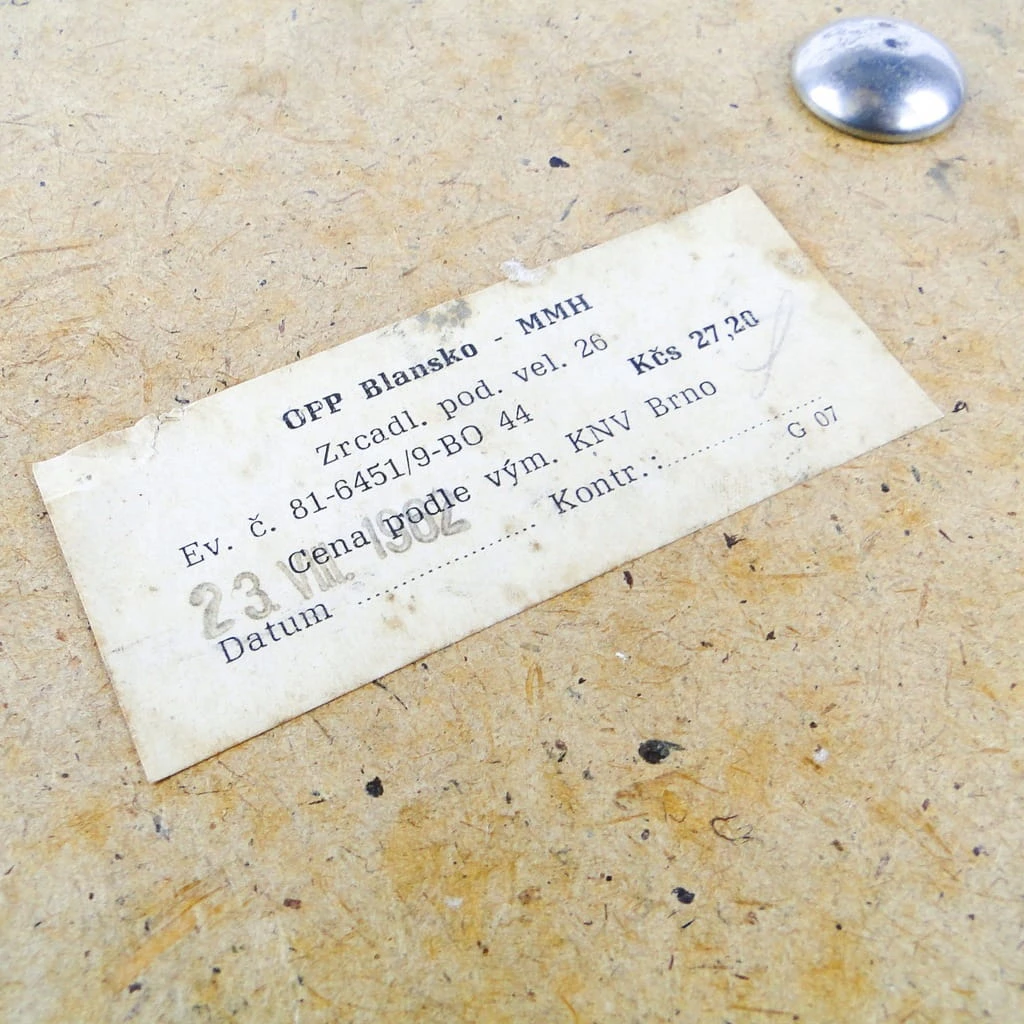 OPP Blansko - MMH
Zrcadl. pod. vel. 26
Ev. č. 81-6451/9-BO 44 Kčs 27,20
Cena podle vým. KNV Brno
23. VIII. 1982
Datum .................... Kontr.:....................
G 07